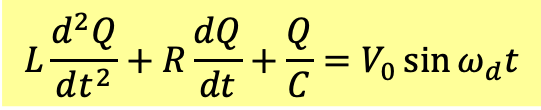 L d²Q/dt² + R dQ/dt + Q/C = V₀ sin ω_d t